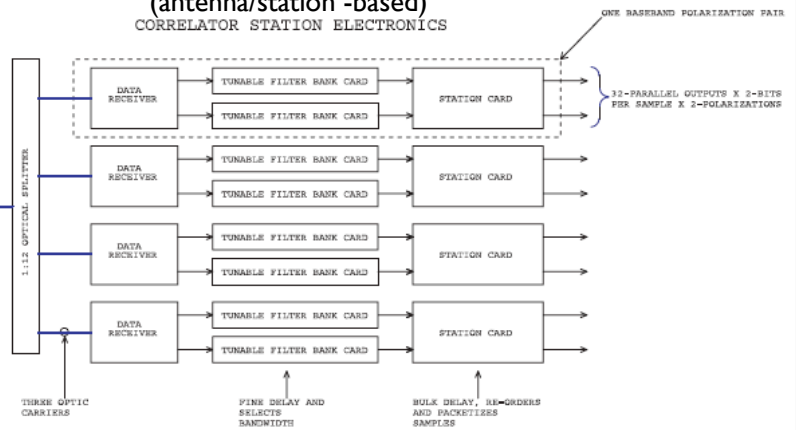 (antenna/station -based)
CORRELATOR STATION ELECTRONICS
ONE BASEBAND POLARIZATION PAIR
DATA
RECEIVER
TUNABLE FILTER BANK CARD
TUNABLE FILTER BANK CARD
STATION CARD
32-PARALLEL OUTPUTS X 2-BITS
PER SAMPLE X 2-POLARIZATIONS
1:12 OPTICAL SPLITTER
DATA
RECEIVER
TUNABLE FILTER BANK CARD
TUNABLE FILTER BANK CARD
STATION CARD
DATA
RECEIVER
TUNABLE FILTER BANK CARD
TUNABLE FILTER BANK CARD
STATION CARD
DATA
RECEIVER
TUNABLE FILTER BANK CARD
TUNABLE FILTER BANK CARD
STATION CARD
THREE OPTIC
CARRIERS
FINE DELAY AND
SELECTS
BANDWIDTH
BULK DELAY, RE-ORDERS
AND PACKETIZES
SAMPLES